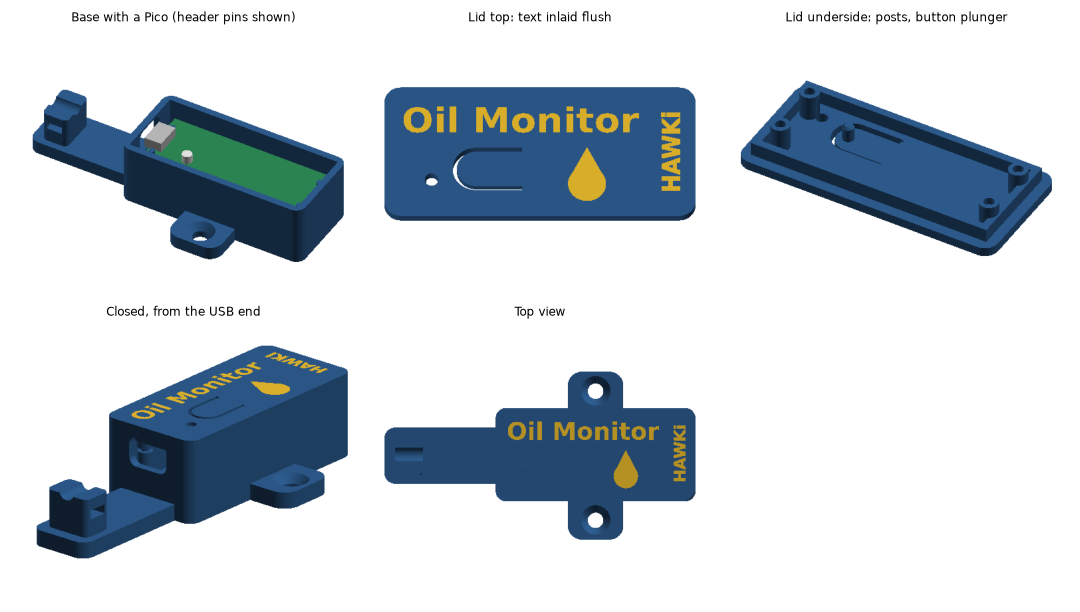 Base with a Pico (header pins shown)
Lid top: text inlaid flush
Lid underside: posts, button plunger
Oil Monitor
HAWKi
Closed, from the USB end
Top view
Oil Monitor
HAWKi
Oil Monitor
HAWKi